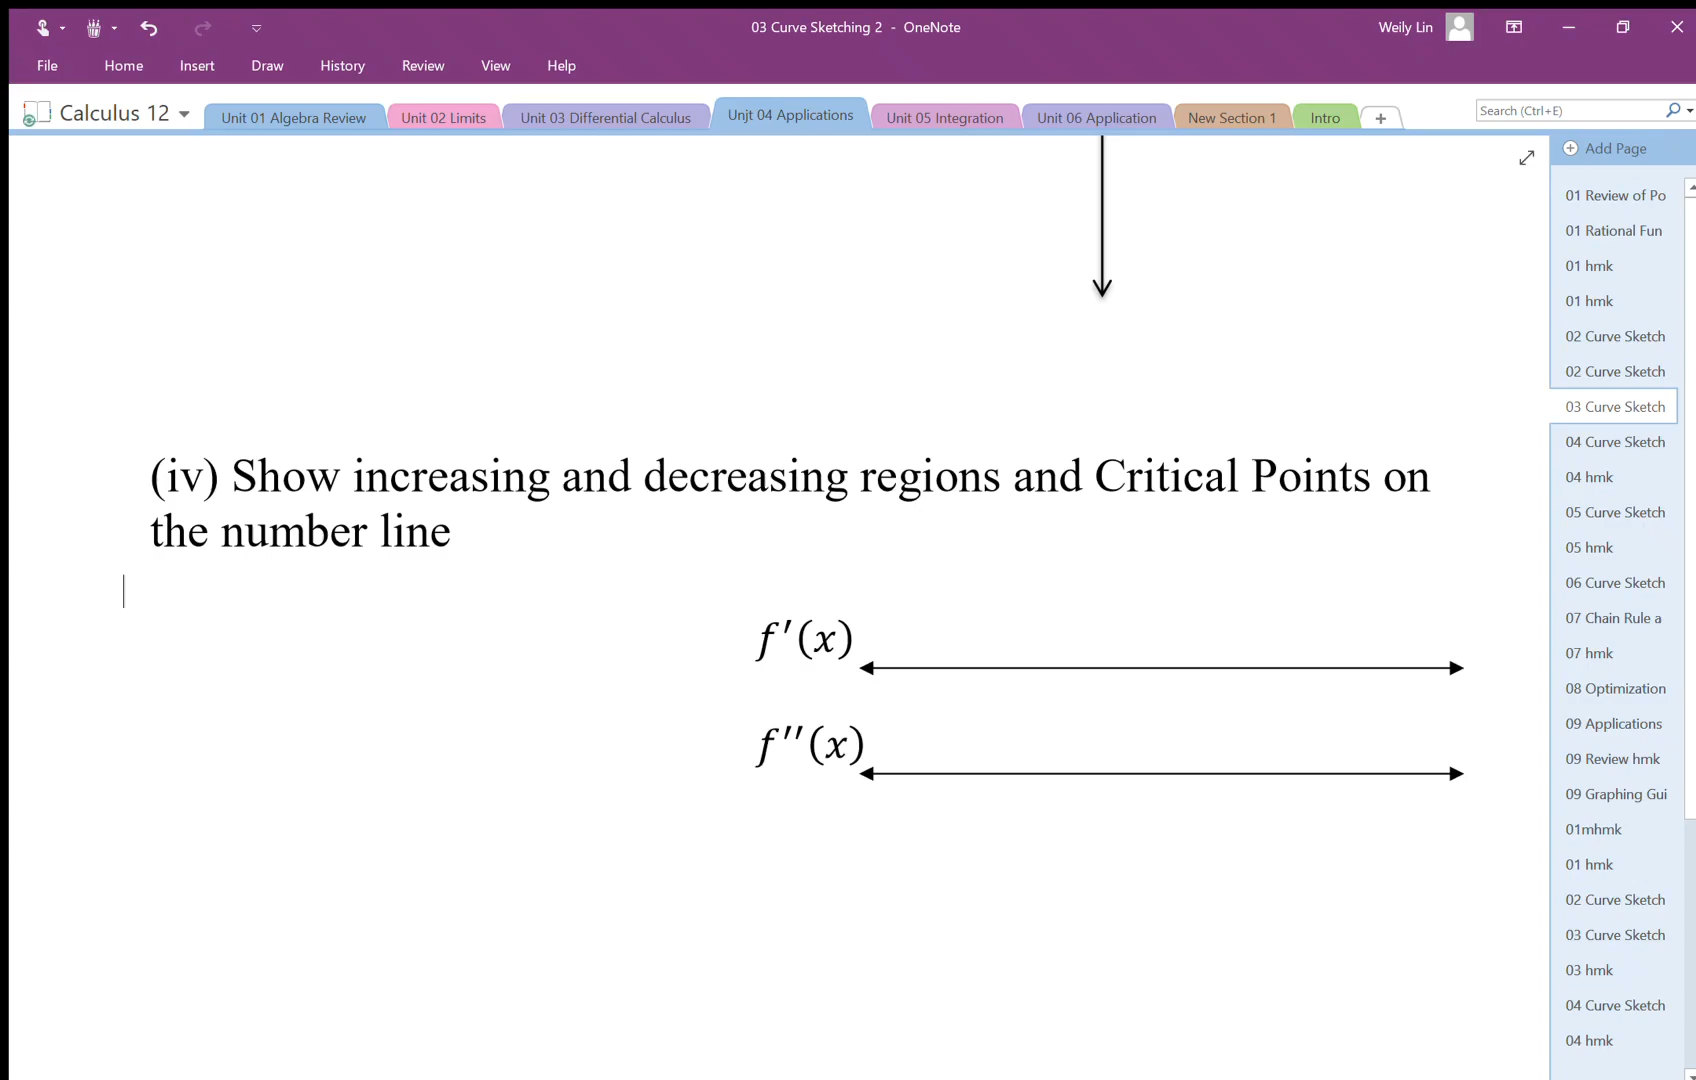 03 Curve Sketching 2 - OneNote
Weily Lin
File Home Insert Draw History Review View Help
Calculus 12
Unit 01 Algebra Review
Unit 02 Limits
Unit 03 Differential Calculus
Unit 04 Applications
Unit 05 Integration
Unit 06 Application
New Section 1
Intro
+
Search (Ctrl+E)
Add Page
01 Review of Po
01 Rational Fun
01 hmk
01 hmk
02 Curve Sketch
02 Curve Sketch
03 Curve Sketch
04 Curve Sketch
04 hmk
05 Curve Sketch
05 hmk
06 Curve Sketch
07 Chain Rule a
07 hmk
08 Optimization
09 Applications
09 Review hmk
09 Graphing Gui
01mhmk
01 hmk
02 Curve Sketch
03 Curve Sketch
03 hmk
04 Curve Sketch
04 hmk
(iv) Show increasing and decreasing regions and Critical Points on
the number line
f′(x)
f′′(x)